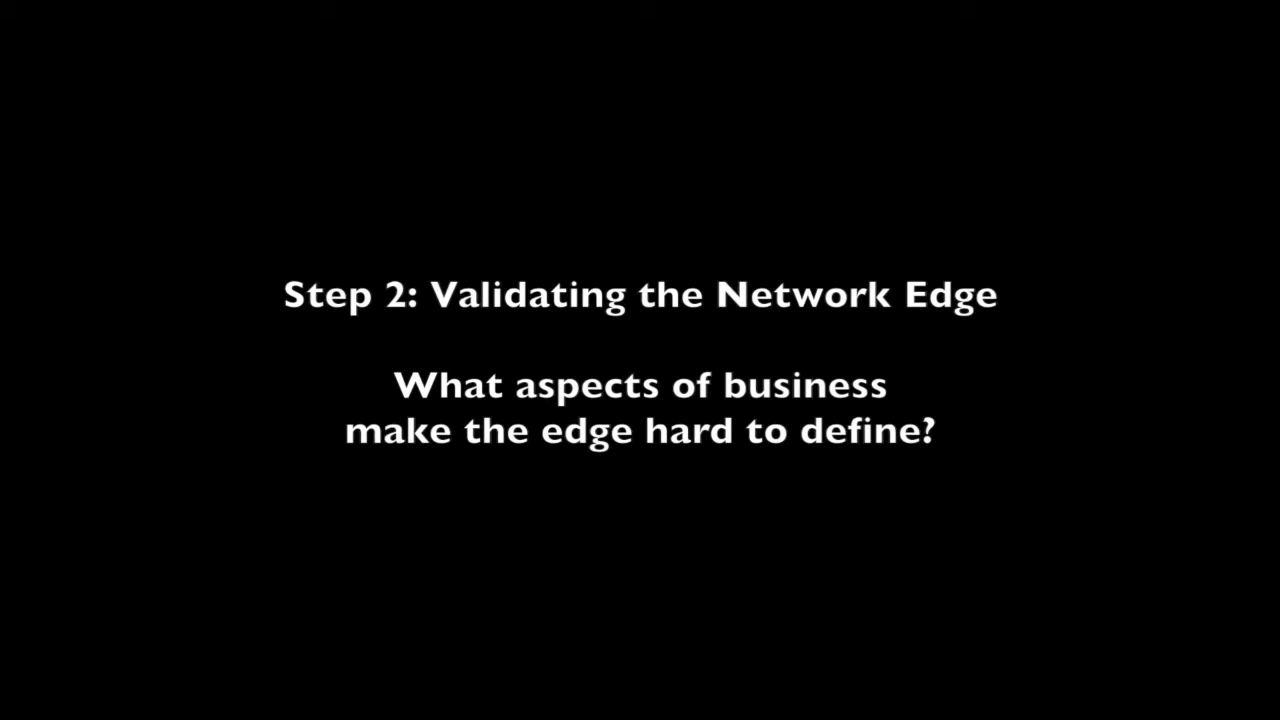 Step 2: Validating the Network Edge
What aspects of business
make the edge hard to define?